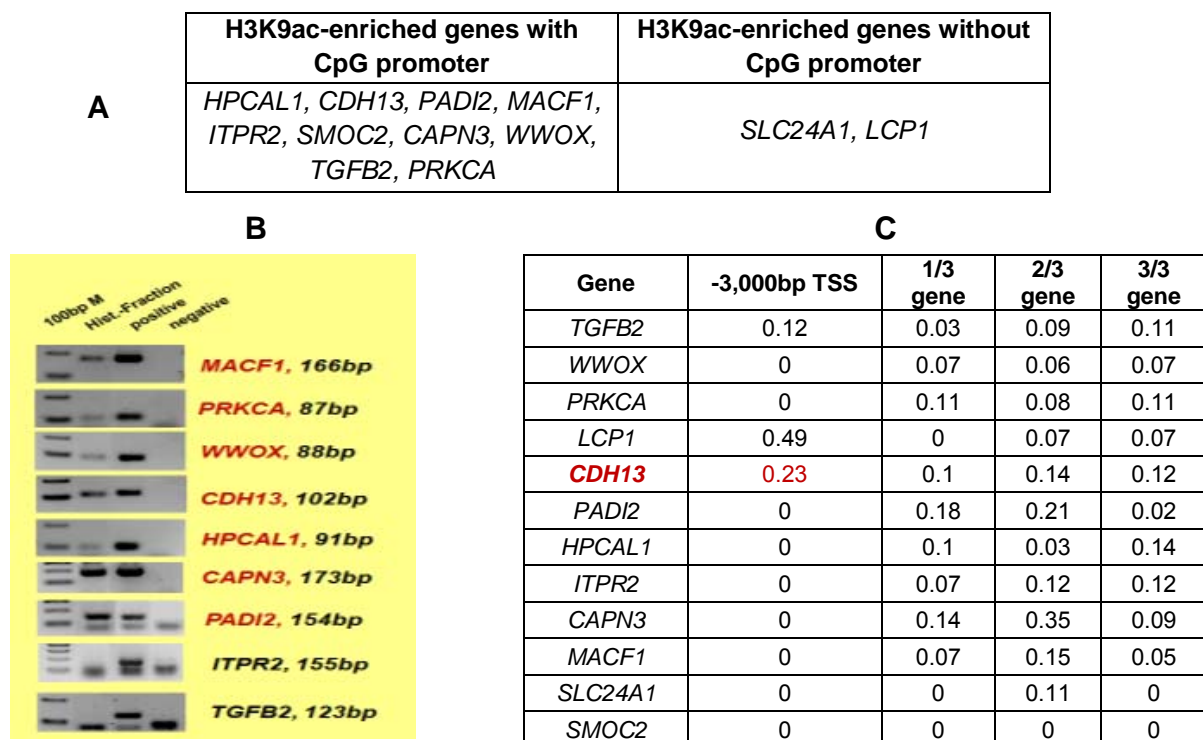 A
H3K9ac-enriched genes with CpG promoter
H3K9ac-enriched genes without CpG promoter
HPCAL1, CDH13, PADI2, MACF1,
ITPR2, SMOC2, CAPN3, WWOX,
TGFB2, PRKCA
SLC24A1, LCP1
B
100bp M
Hist.-Fraction
positive
negative
MACF1, 166bp
PRKCA, 87bp
WWOX, 88bp
CDH13, 102bp
HPCAL1, 91bp
CAPN3, 173bp
PADI2, 154bp
ITPR2, 155bp
TGFB2, 123bp
C
Gene -3,000bp TSS 1/3 gene 2/3 gene 3/3 gene
TGFB2 0.12 0.03 0.09 0.11
WWOX 0 0.07 0.06 0.07
PRKCA 0 0.11 0.08 0.11
LCP1 0.49 0 0.07 0.07
CDH13 0.23 0.1 0.14 0.12
PADI2 0 0.18 0.21 0.02
HPCAL1 0 0.1 0.03 0.14
ITPR2 0 0.07 0.12 0.12
CAPN3 0 0.14 0.35 0.09
MACF1 0 0.07 0.15 0.05
SLC24A1 0 0 0.11 0
SMOC2 0 0 0 0